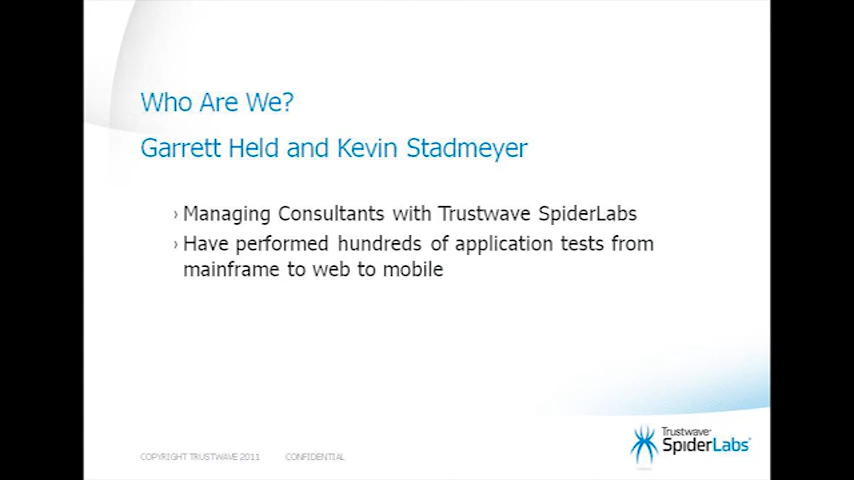 Who Are We?
Garrett Held and Kevin Stadmeyer
› Managing Consultants with Trustwave SpiderLabs
› Have performed hundreds of application tests from
mainframe to web to mobile
COPYRIGHT TRUSTWAVE 2011 CONFIDENTIAL
Trustwave®
SpiderLabs®